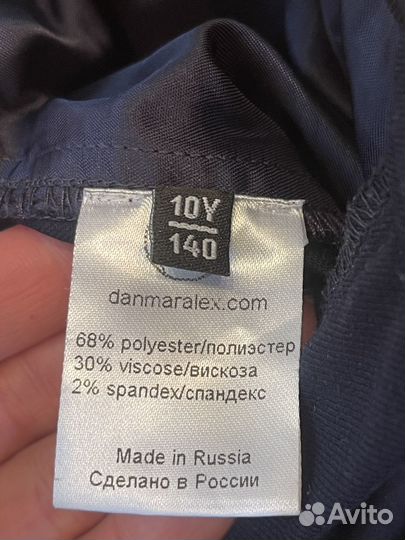 10Y
140
danmaralex.com
68% polyester/полиэстер
30% viscose/вискоза
2% spandex/спандекс
Made in Russia
Сделано в России
Avito